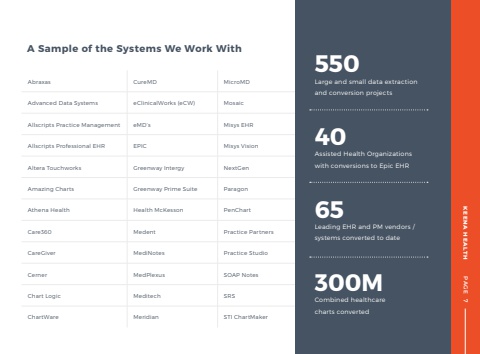 A Sample of the Systems We Work With
Abraxas CureMD MicroMD
Advanced Data Systems eClinicalWorks (eCW) Mosaic
Allscripts Practice Management eMD's Misys EHR
Allscripts Professional EHR EPIC Misys Vision
Altera Touchworks Greenway Intergy NextGen
Amazing Charts Greenway Prime Suite Paragon
Athena Health Health McKesson PenChart
Care360 Medent Practice Partners
CareGiver MediNotes Practice Studio
Cerner MedPlexus SOAP Notes
Chart Logic Meditech SRS
ChartWare Meridian STI ChartMaker
550
Large and small data extraction
and conversion projects
40
Assisted Health Organizations
with conversions to Epic EHR
65
Leading EHR and PM vendors /
systems converted to date
300M
Combined healthcare
charts converted
KEENA HEALTH PAGE 7